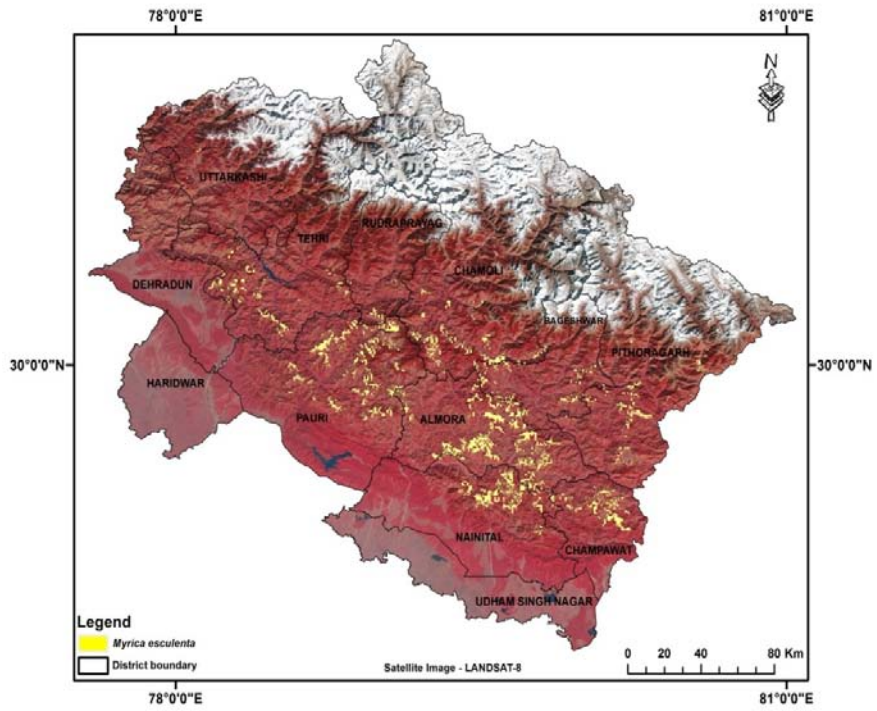 78°0'0"E 81°0'0"E
N
UTTARKASHI
RUDRAPRAYAG
TEHRI
CHAMOLI
DEHRADUN
BAGESHWAR
PITHORAGARH
30°0'0"N 30°0'0"N
HARIDWAR
PAURI
ALMORA
NAINITAL
CHAMPAWAT
UDHAM SINGH NAGAR
Legend
Myrica esculenta
District boundary
Satellite Image - LANDSAT-8
0 20 40 80 Km
78°0'0"E 81°0'0"E